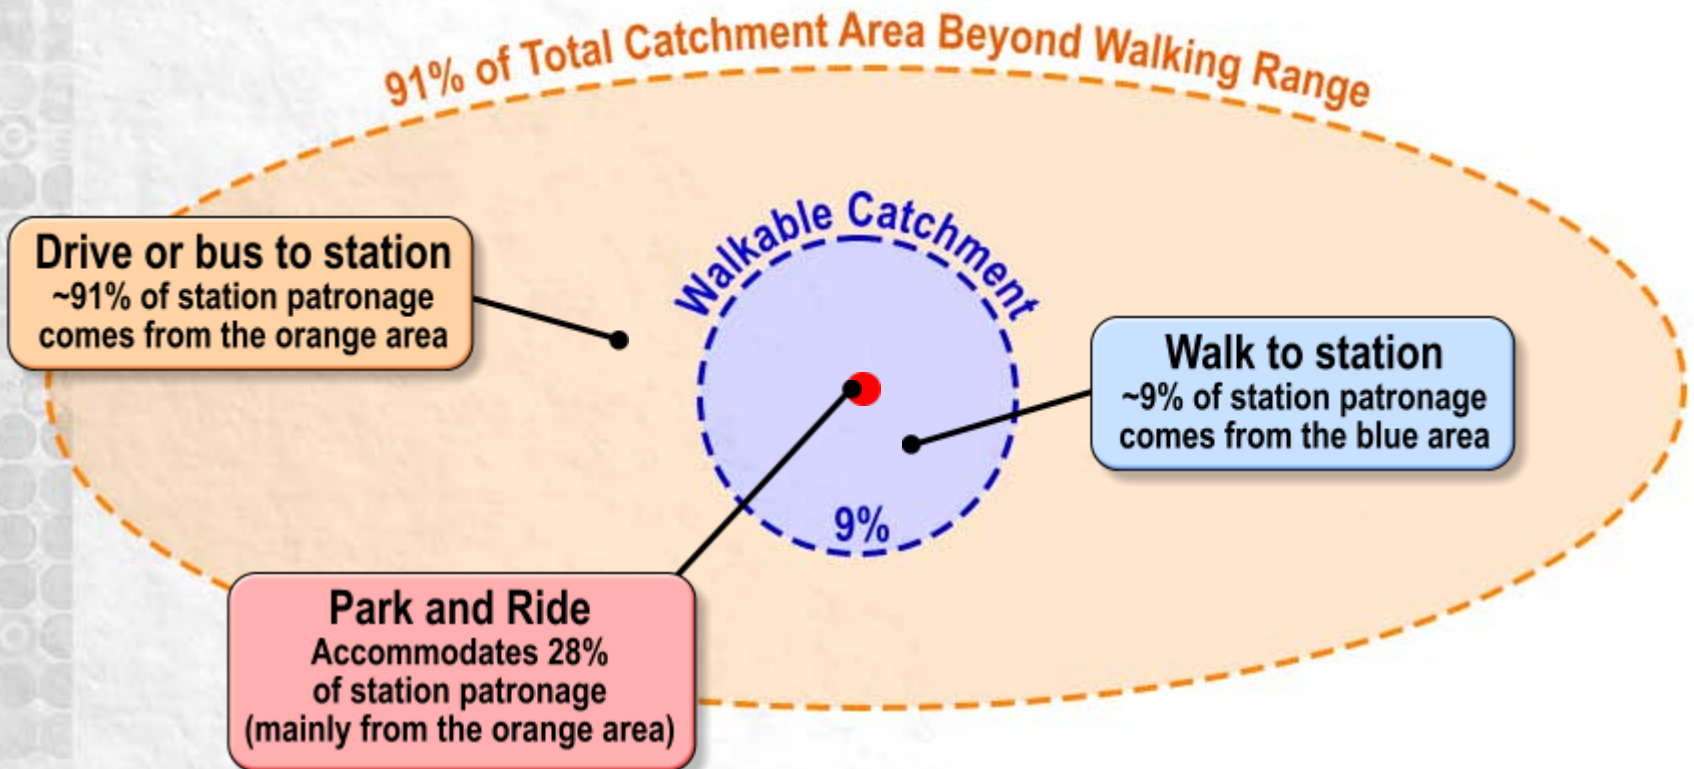 91% of Total Catchment Area Beyond Walking Range
Walkable Catchment
Drive or bus to station
~91% of station patronage
comes from the orange area
Walk to station
~9% of station patronage
comes from the blue area
9%
Park and Ride
Accommodates 28%
of station patronage
(mainly from the orange area)